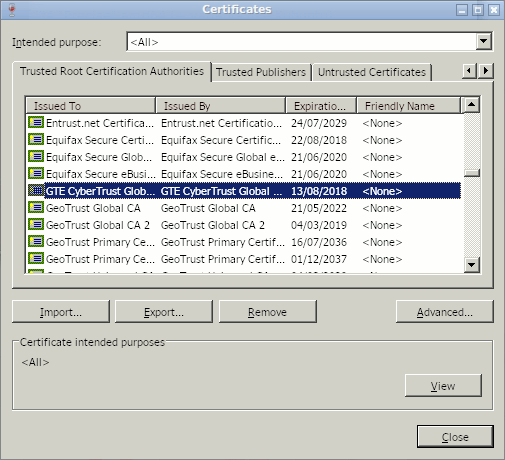 Certificates
Intended purpose: <All>
Trusted Root Certification Authorities Trusted Publishers Untrusted Certificates
Issued To Issued By Expiratio... Friendly Name
Entrust.net Certifica... Entrust.net Certificatio... 24/07/2029 <None>
Equifax Secure Certi... Equifax Secure Certific... 22/08/2018 <None>
Equifax Secure Glob... Equifax Secure Global e... 21/06/2020 <None>
Equifax Secure eBusi... Equifax Secure eBusine... 21/06/2020 <None>
GTE CyberTrust Glob... GTE CyberTrust Global ... 13/08/2018 <None>
GeoTrust Global CA GeoTrust Global CA 21/05/2022 <None>
GeoTrust Global CA 2 GeoTrust Global CA 2 04/03/2019 <None>
GeoTrust Primary Ce... GeoTrust Primary Certif... 16/07/2036 <None>
GeoTrust Primary Ce... GeoTrust Primary Certif... 01/12/2037 <None>
Import... Export... Remove Advanced...
Certificate intended purposes
<All>
View
Close